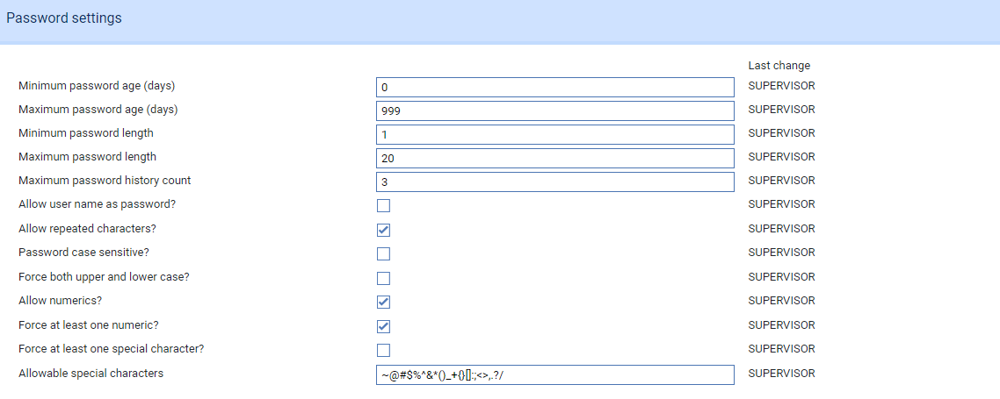 Password settings
Last change
Minimum password age (days) 0 SUPERVISOR
Maximum password age (days) 999 SUPERVISOR
Minimum password length 1 SUPERVISOR
Maximum password length 20 SUPERVISOR
Maximum password history count 3 SUPERVISOR
Allow user name as password? SUPERVISOR
Allow repeated characters? SUPERVISOR
Password case sensitive? SUPERVISOR
Force both upper and lower case? SUPERVISOR
Allow numerics? SUPERVISOR
Force at least one numeric? SUPERVISOR
Force at least one special character? SUPERVISOR
Allowable special characters ~@#$%^&*()_+{}[]:;<>,.?/ SUPERVISOR